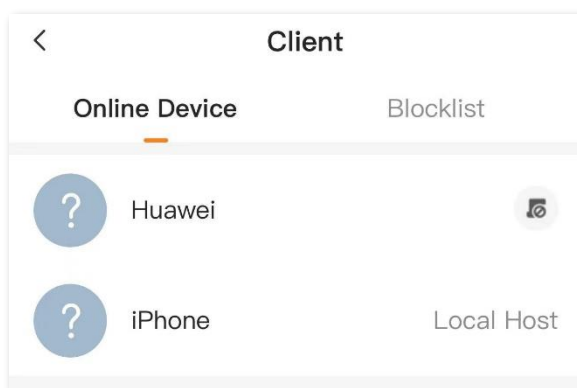 Client
Online Device Blocklist
? Huawei
? iPhone Local Host